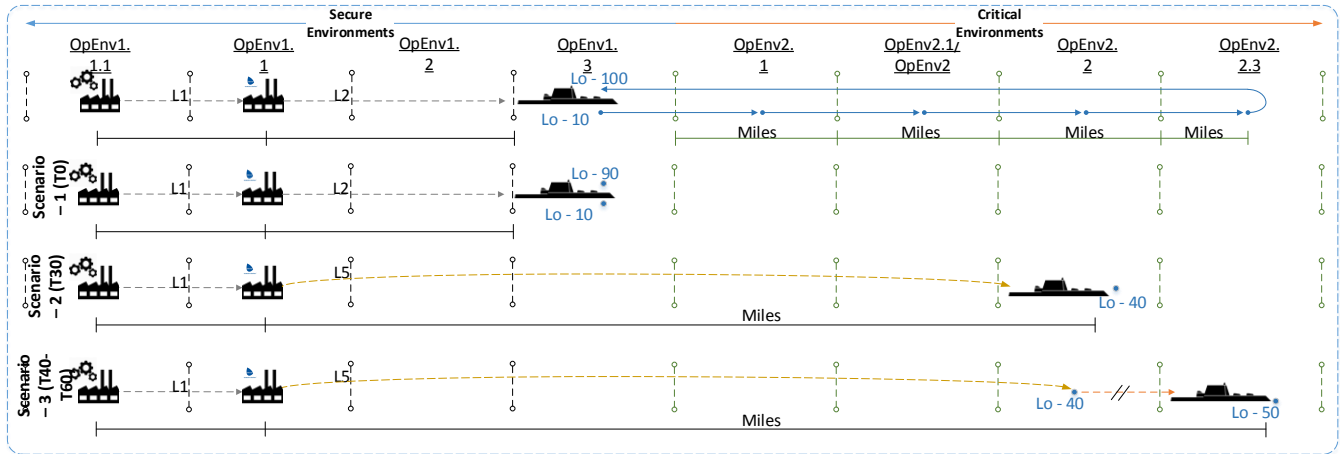 Secure
Environments
Critical
Environments
OpEnv1.
1.1
OpEnv1.
1
OpEnv1.
2
OpEnv1.
3
OpEnv2.
1
OpEnv2.1/
OpEnv2
OpEnv2.
2
OpEnv2.
2.3
L1
L2
Lo - 100
Lo - 10
Miles
Miles
Miles
Miles
Scenario
– 1 (T0)
L1
L2
Lo - 90
Lo - 10
Scenario
– 2 (T30)
L1
L5
Lo - 40
Miles
Scenario
– 3 (T40-
T60)
L1
L5
Lo - 40
Lo - 50
Miles